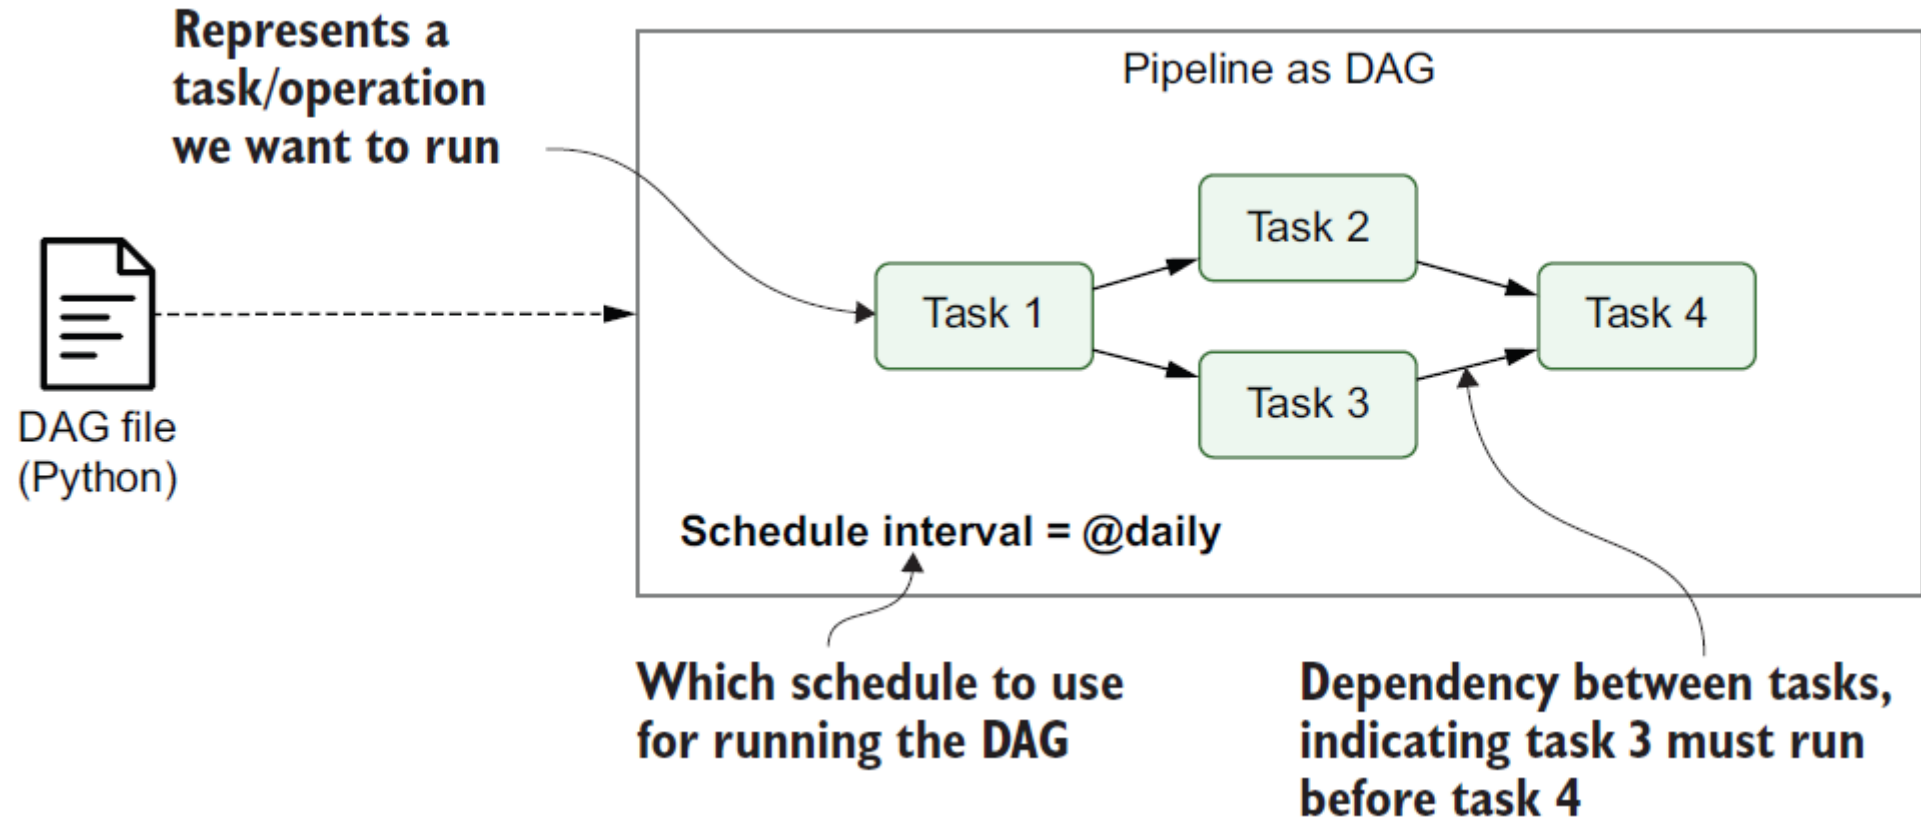 Represents a
task/operation
we want to run
Pipeline as DAG
Task 2
Task 1
Task 4
Task 3
DAG file
(Python)
Schedule interval = @daily
Which schedule to use
for running the DAG
Dependency between tasks,
indicating task 3 must run
before task 4